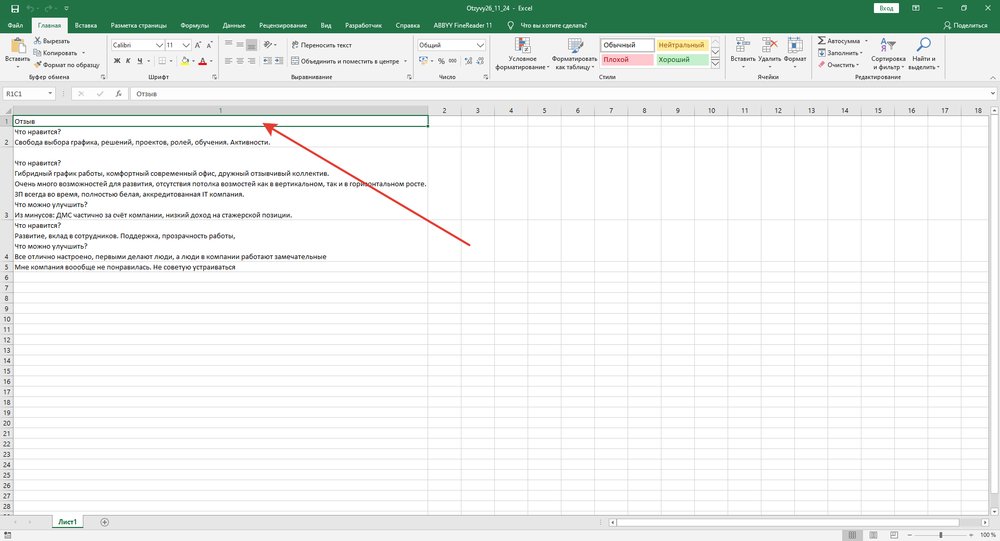 Otzyvy26_11_24 - Excel
Вход
Файл Главная Вставка Разметка страницы Формулы Данные Рецензирование Вид Разработчик Справка ABBYY FineReader 11 Что вы хотите сделать? Поделиться
Вставить
Вырезать
Копировать
Формат по образцу
Буфер обмена
Calibri 11
Ж К Ч
Шрифт
Переносить текст
Объединить и поместить в центре
Выравнивание
Общий
% 000
Число
Условное форматирование
Форматировать как таблицу
Обычный Нейтральный
Плохой Хороший
Стили
Вставить Удалить Формат
Ячейки
Автосумма
Заполнить
Очистить
Сортировка и фильтр
Найти и выделить
Редактирование
R1C1 fx Отзыв
1 2 3 4 5 6 7 8 9 10 11 12 13 14 15 16 17 18
1 Отзыв
Что нравится?
2 Свобода выбора графика, решений, проектов, ролей, обучения. Активности.
Что нравится?
Гибридный график работы, комфортный современный офис, дружный отзывчивый коллектив.
Очень много возможностей для развития, отсутствия потолка возмостей как в вертикальном, так и в горизонтальном росте.
ЗП всегда во время, полностью белая, аккредитованная IT компания.
Что можно улучшить?
3 Из минусов: ДМС частично за счёт компании, низкий доход на стажерской позиции.
Что нравится?
Развитие, вклад в сотрудников. Поддержка, прозрачность работы,
Что можно улучшить?
4 Все отлично настроено, первыми делают люди, а люди в компании работают замечательные
5 Мне компания воообще не понравилась. Не советую устраиваться
6
7
8
9
10
11
12
13
14
15
16
17
18
19
20
21
22
23
24
25
26
27
28
Лист1
100 %